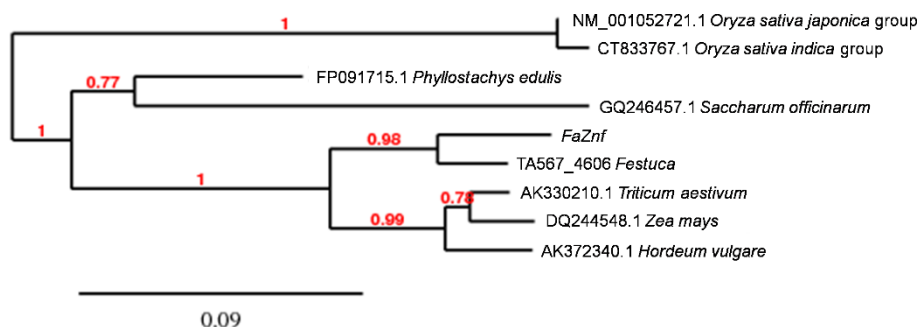 NM_001052721.1 Oryza sativa japonica group
1
CT833767.1 Oryza sativa indica group
FP091715.1 Phyllostachys edulis
0.77
GQ246457.1 Saccharum officinarum
1
FaZnf
0.98
TA567_4606 Festuca
1
AK330210.1 Triticum aestivum
0.78
DQ244548.1 Zea mays
0.99
AK372340.1 Hordeum vulgare
0.09